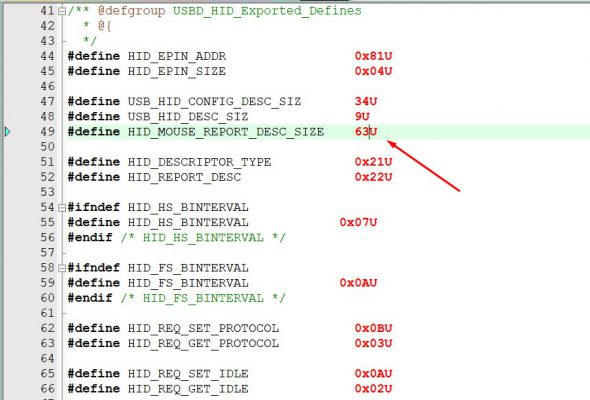 41 /** @defgroup USBD_HID_Exported_Defines
42 * @{
43 */
44 #define HID_EPIN_ADDR 0x81U
45 #define HID_EPIN_SIZE 0x04U
46
47 #define USB_HID_CONFIG_DESC_SIZ 34U
48 #define USB_HID_DESC_SIZ 9U
49 #define HID_MOUSE_REPORT_DESC_SIZE 63U
50
51 #define HID_DESCRIPTOR_TYPE 0x21U
52 #define HID_REPORT_DESC 0x22U
53
54 #ifndef HID_HS_BINTERVAL
55 #define HID_HS_BINTERVAL 0x07U
56 #endif /* HID_HS_BINTERVAL */
57
58 #ifndef HID_FS_BINTERVAL
59 #define HID_FS_BINTERVAL 0x0AU
60 #endif /* HID_FS_BINTERVAL */
61
62 #define HID_REQ_SET_PROTOCOL 0x0BU
63 #define HID_REQ_GET_PROTOCOL 0x03U
64
65 #define HID_REQ_SET_IDLE 0x0AU
66 #define HID_REQ_GET_IDLE 0x02U